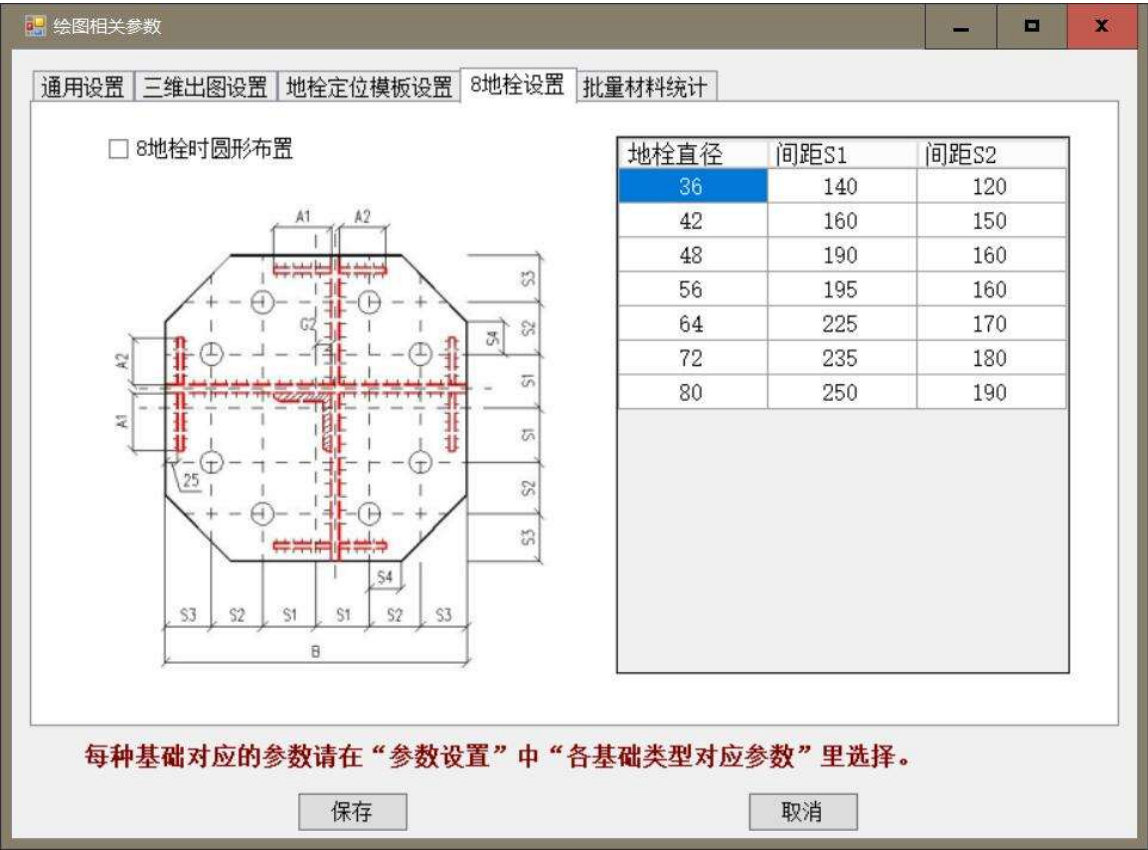 绘图相关参数
通用设置 三维出图设置 地栓定位模板设置 8地栓设置 批量材料统计
8地栓时圆形布置
地栓直径 间距S1 间距S2
36 140 120
42 160 150
48 190 160
56 195 160
64 225 170
72 235 180
80 250 190
A1 A2
S3
G2 S4 S2
A2 S1
A1 S1
25 S2
S3
S4
S3 S2 S1 S1 S2 S3
B
每种基础对应的参数请在“参数设置”中“各基础类型对应参数”里选择。
保存 取消